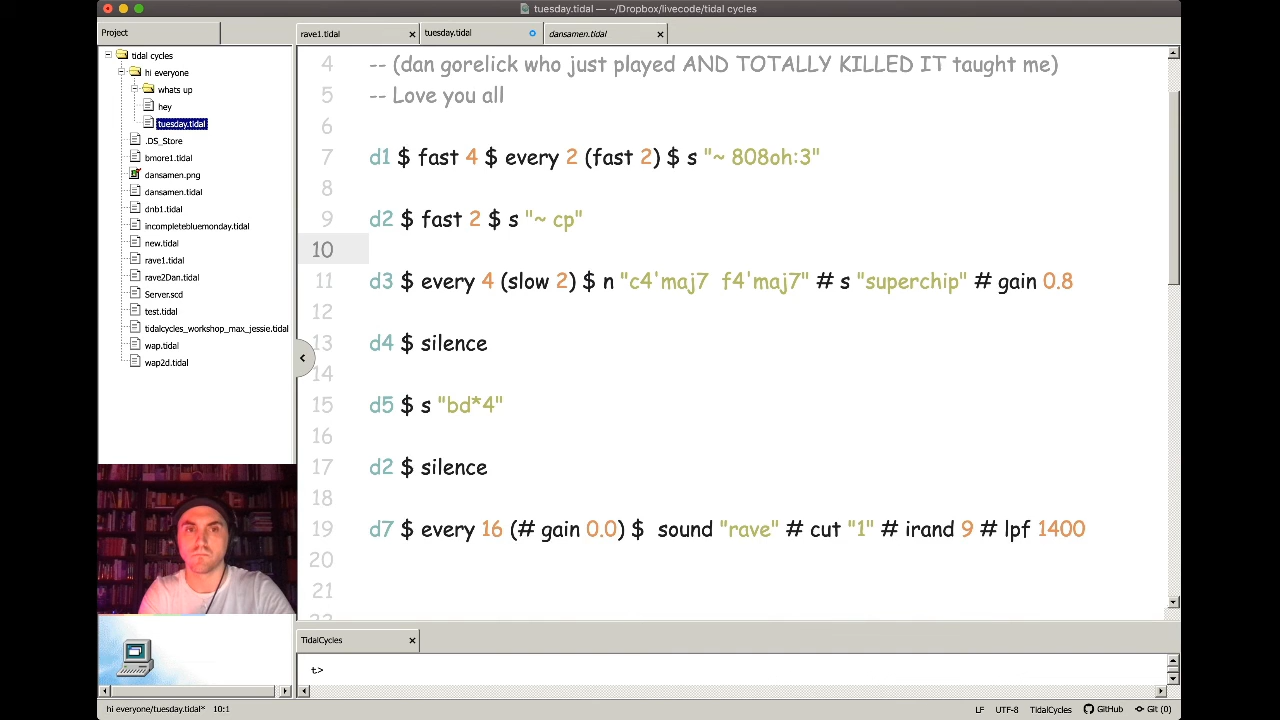 tuesday.tidal — ~/Dropbox/livecode/tidal cycles
Project
rave1.tidal
tuesday.tidal
dansamen.tidal
tidal cycles
hi everyone
whats up
hey
tuesday.tidal
.DS_Store
bmore1.tidal
dansamen.png
dansamen.tidal
dnb1.tidal
incompletebluemonday.tidal
new.tidal
rave1.tidal
rave2Dan.tidal
Server.scd
test.tidal
tidalcycles_workshop_max_jessie.tidal
wap.tidal
wap2d.tidal
4 -- (dan gorelick who just played AND TOTALLY KILLED IT taught me)
5 -- Love you all
6
7 d1 $ fast 4 $ every 2 (fast 2) $ s "~ 808oh:3"
8
9 d2 $ fast 2 $ s "~ cp"
10
11 d3 $ every 4 (slow 2) $ n "c4'maj7  f4'maj7" # s "superchip" # gain 0.8
12
13 d4 $ silence
14
15 d5 $ s "bd*4"
16
17 d2 $ silence
18
19 d7 $ every 16 (# gain 0.0) $  sound "rave" # cut "1" # irand 9 # lpf 1400
20
21
TidalCycles
t>
hi everyone/tuesday.tidal* 10:1
LF UTF-8 TidalCycles GitHub Git (0)